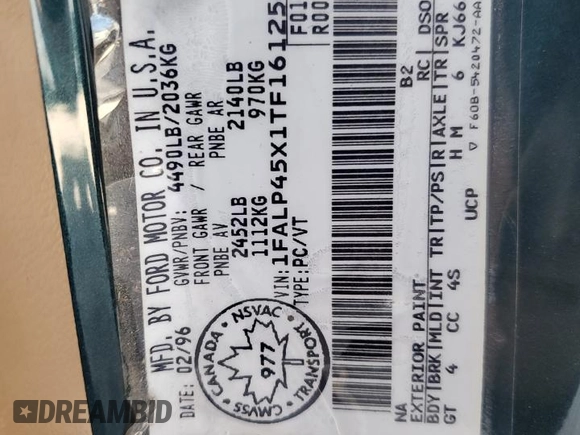 MFD. BY FORD MOTOR CO. IN U.S.A.
02/96
GVWR/PNBV: 4490LB/2036KG
FRONT GAWR / REAR GAWR
PNBE AV PNBE AR
2452LB 2140LB
1112KG 970KG
VIN: 1FALP45X1TF16125
TYPE: PC/VT
F01
R00
CANADA • NSVAC • TRANSPORT • CMVSS •
977
NA B2 RC DSO
EXTERIOR PAINT
BDY|BRK|MLD|INT TR|TP/PS|R|AXLE|TR|SPR
GT 4 CC 4S H M 6 KJ66
UCP ▽ F60B-5420472-AA
DREAMBID